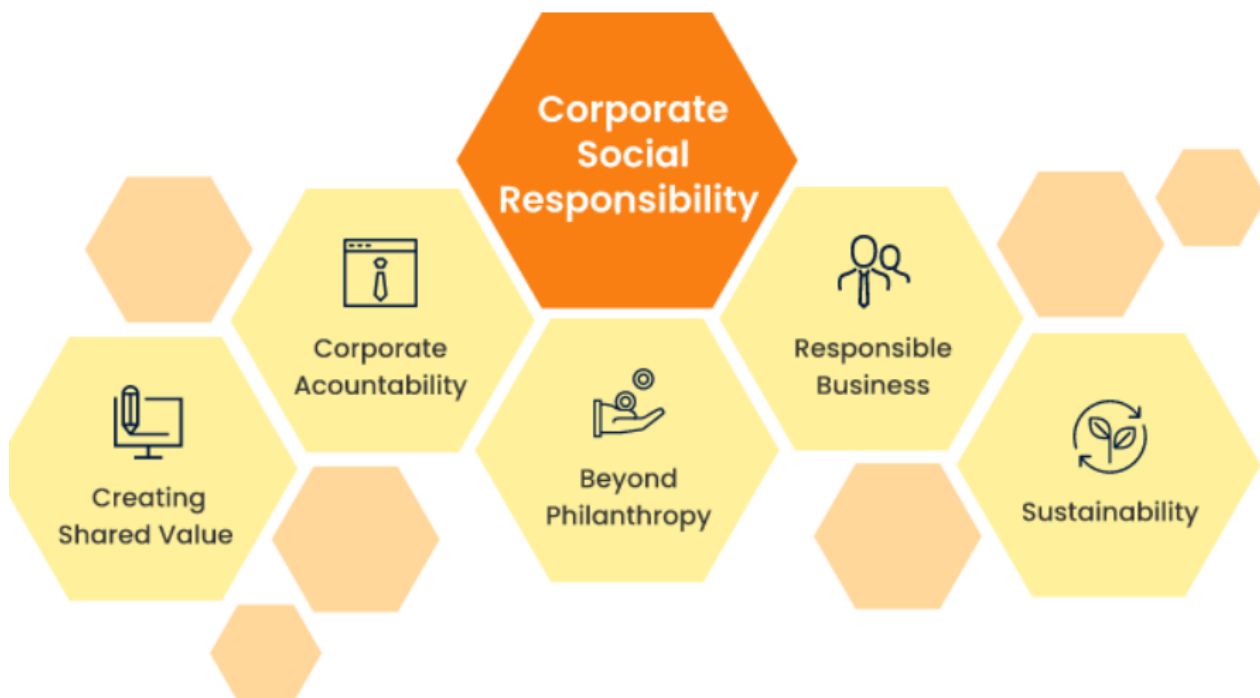 Corporate
Social
Responsibility
Corporate
Acountability
Responsible
Business
Creating
Shared Value
Beyond
Philanthropy
Sustainability